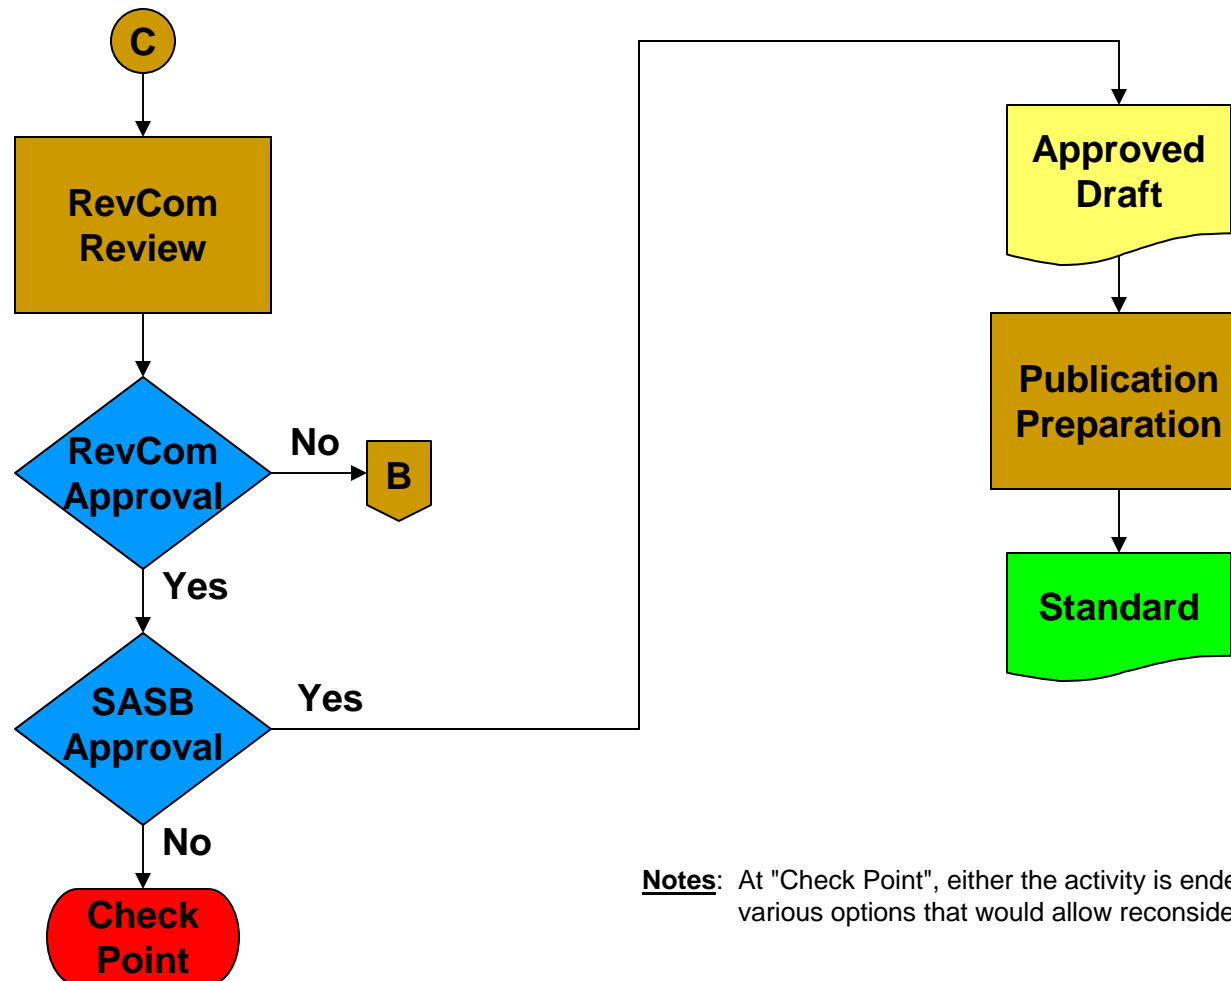 C
RevCom
Review
RevCom
Approval
No
B
Yes
SASB
Approval
Yes
No
Check
Point
Approved
Draft
Publication
Preparation
Standard
Notes: At "Check Point", either the activity is ende
various options that would allow reconside